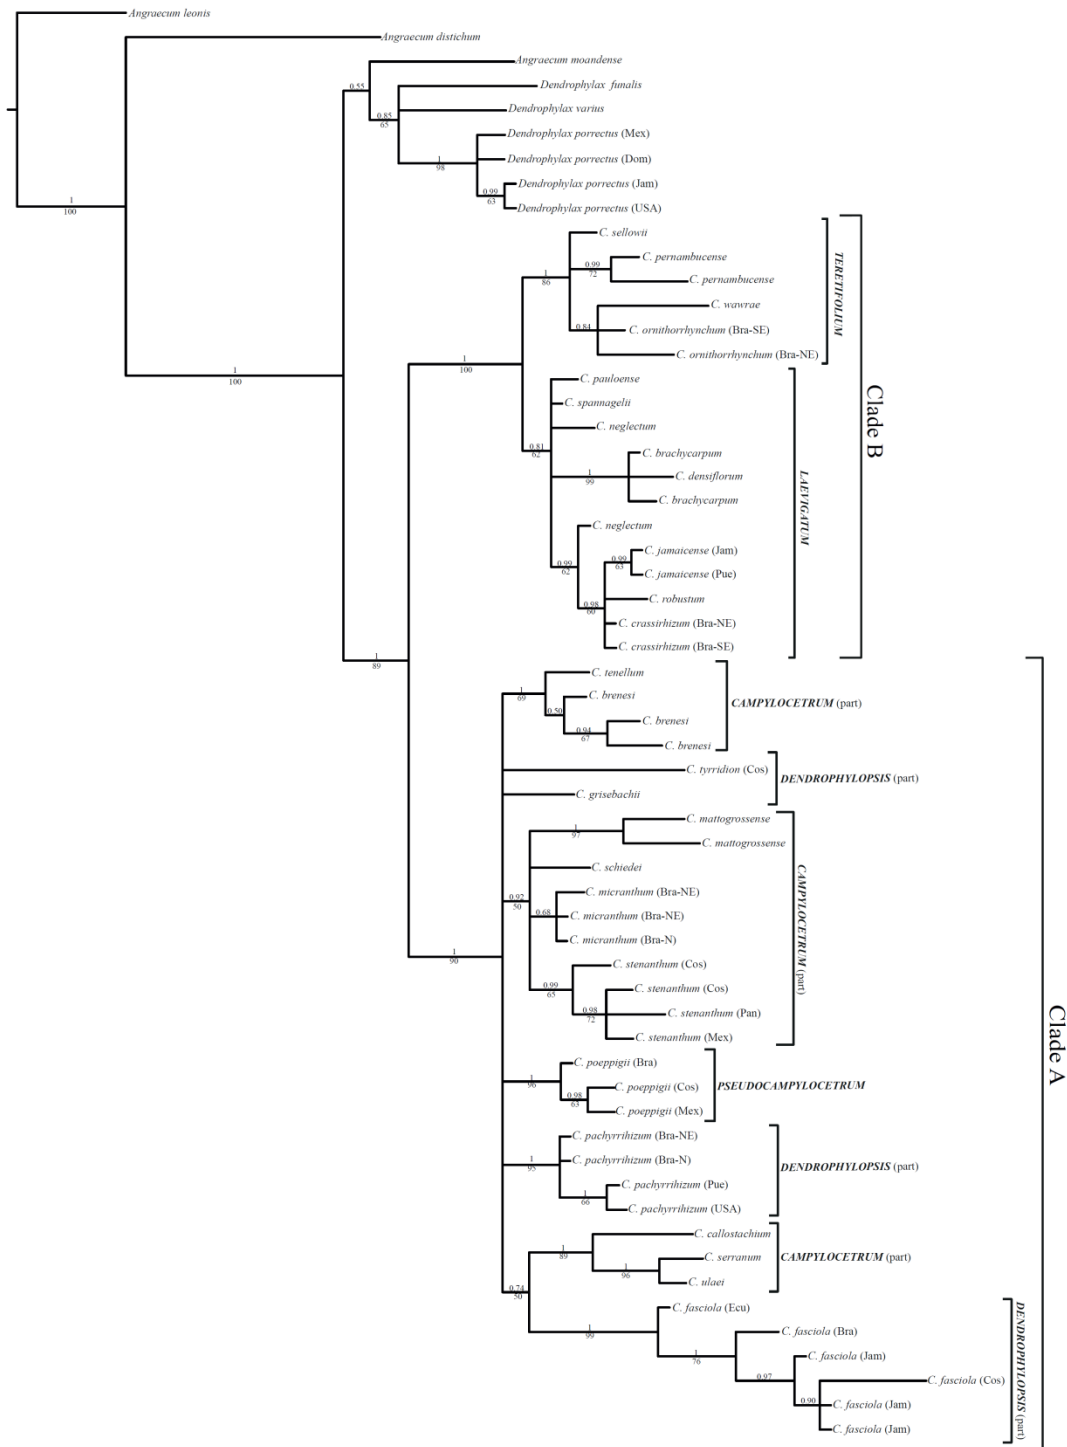 Angraecum leonis
Angraecum distichum
Angraecum moandense
0.55
Dendrophylax funalis
0.85
65
Dendrophylax varius
Dendrophylax porrectus (Mex)
1
98
Dendrophylax porrectus (Dom)
Dendrophylax porrectus (Jam)
0.99
63
Dendrophylax porrectus (USA)
1
100
C. sellowii
C. pernambucense
0.99
72
C. pernambucense
1
86
C. wawrae
0.84
C. ornithorrhynchum (Bra-SE)
C. ornithorrhynchum (Bra-NE)
TERETIFOLIUM
1
100
1
100
C. pauloense
C. spannagelii
C. neglectum
0.81
62
C. brachycarpum
1
99
C. densiflorum
C. brachycarpum
C. neglectum
0.99
62
C. jamaicense (Jam)
0.99
63
C. jamaicense (Pue)
C. robustum
0.98
60
C. crassirhizum (Bra-NE)
C. crassirhizum (Bra-SE)
LAEVIGATUM
Clade B
1
89
C. tenellum
1
69
C. brenesi
0.50
C. brenesi
0.94
67
C. brenesi
CAMPYLOCETRUM (part)
C. tyrridion (Cos)
DENDROPHYLOPSIS (part)
C. grisebachii
C. mattogrossense
1
97
C. mattogrossense
C. schiedei
0.92
50
C. micranthum (Bra-NE)
0.68
C. micranthum (Bra-NE)
C. micranthum (Bra-N)
1
90
C. stenanthum (Cos)
0.99
65
C. stenanthum (Cos)
0.98
72
C. stenanthum (Pan)
C. stenanthum (Mex)
CAMPYLOCETRUM (part)
C. poeppigii (Bra)
1
96
C. poeppigii (Cos)
0.98
63
C. poeppigii (Mex)
PSEUDOCAMPYLOCETRUM
C. pachyrrihizum (Bra-NE)
1
95
C. pachyrrihizum (Bra-N)
C. pachyrrihizum (Pue)
1
66
C. pachyrrihizum (USA)
DENDROPHYLOPSIS (part)
C. callostachium
1
89
C. serranum
1
96
C. ulaei
CAMPYLOCETRUM (part)
0.74
50
C. fasciola (Ecu)
1
99
C. fasciola (Bra)
1
76
C. fasciola (Jam)
0.97
C. fasciola (Cos)
0.90
C. fasciola (Jam)
C. fasciola (Jam)
DENDROPHYLOPSIS (part)
Clade A